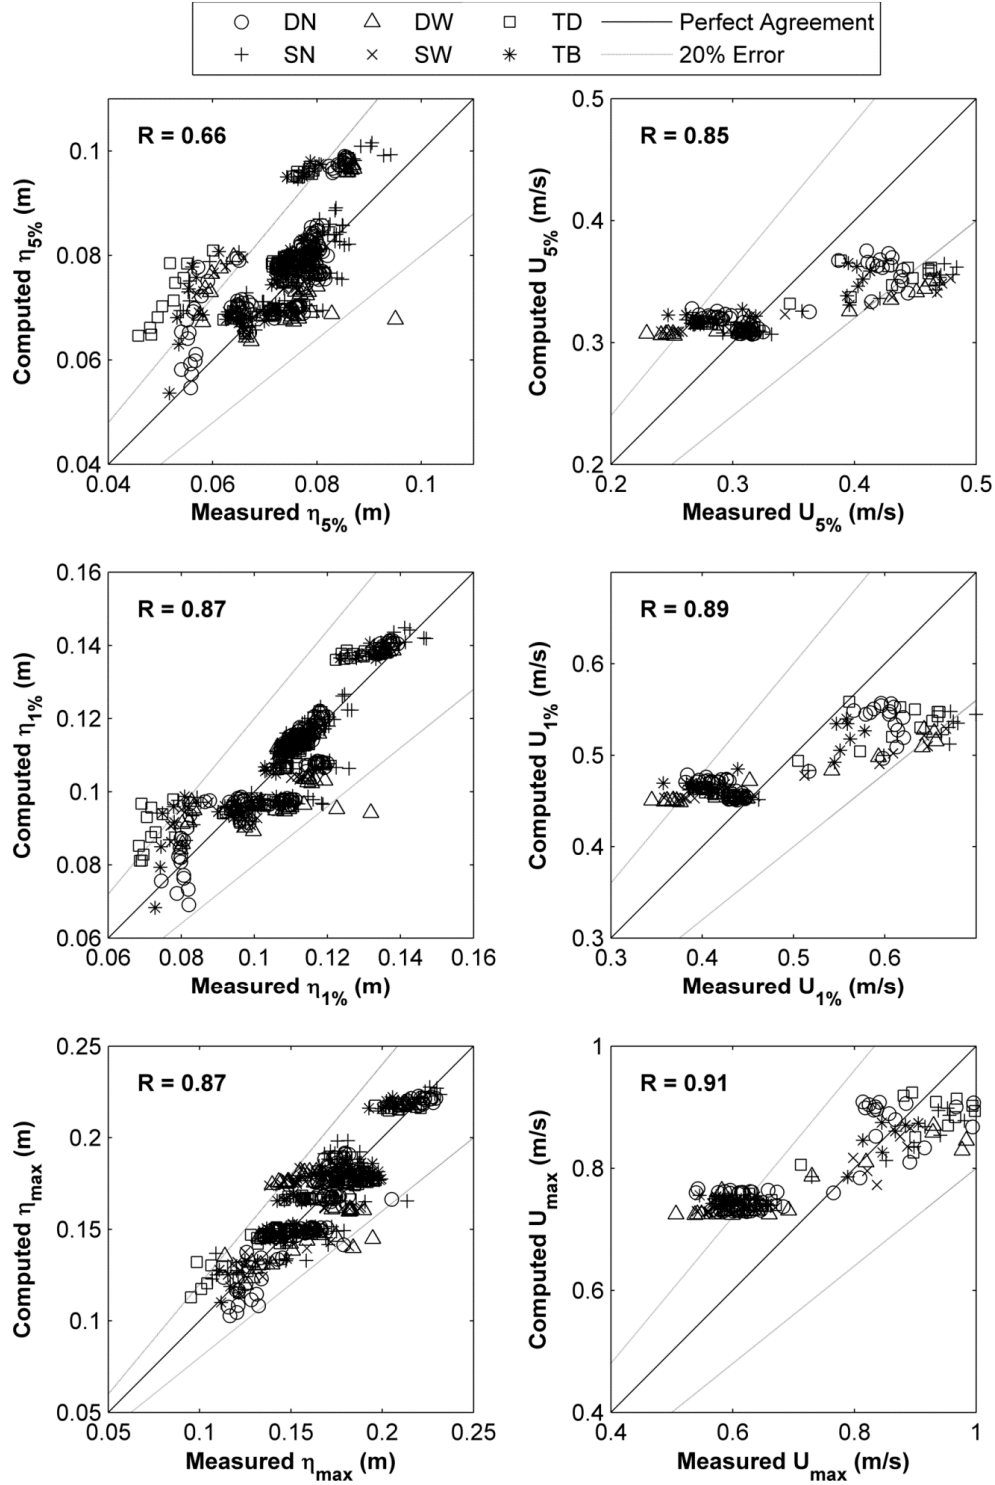 DN DW TD Perfect Agreement
SN SW TB 20% Error
R = 0.66
Computed η5% (m)
0.1
0.08
0.06
0.04
0.04 0.06 0.08 0.1
Measured η5% (m)
R = 0.85
Computed U5% (m/s)
0.5
0.4
0.3
0.2
0.2 0.3 0.4 0.5
Measured U5% (m/s)
R = 0.87
Computed η1% (m)
0.16
0.14
0.12
0.1
0.08
0.06
0.06 0.08 0.1 0.12 0.14 0.16
Measured η1% (m)
R = 0.89
Computed U1% (m/s)
0.6
0.5
0.4
0.3
0.3 0.4 0.5 0.6
Measured U1% (m/s)
R = 0.87
Computed ηmax (m)
0.25
0.2
0.15
0.1
0.05
0.05 0.1 0.15 0.2 0.25
Measured ηmax (m)
R = 0.91
Computed Umax (m/s)
1
0.8
0.6
0.4
0.4 0.6 0.8 1
Measured Umax (m/s)